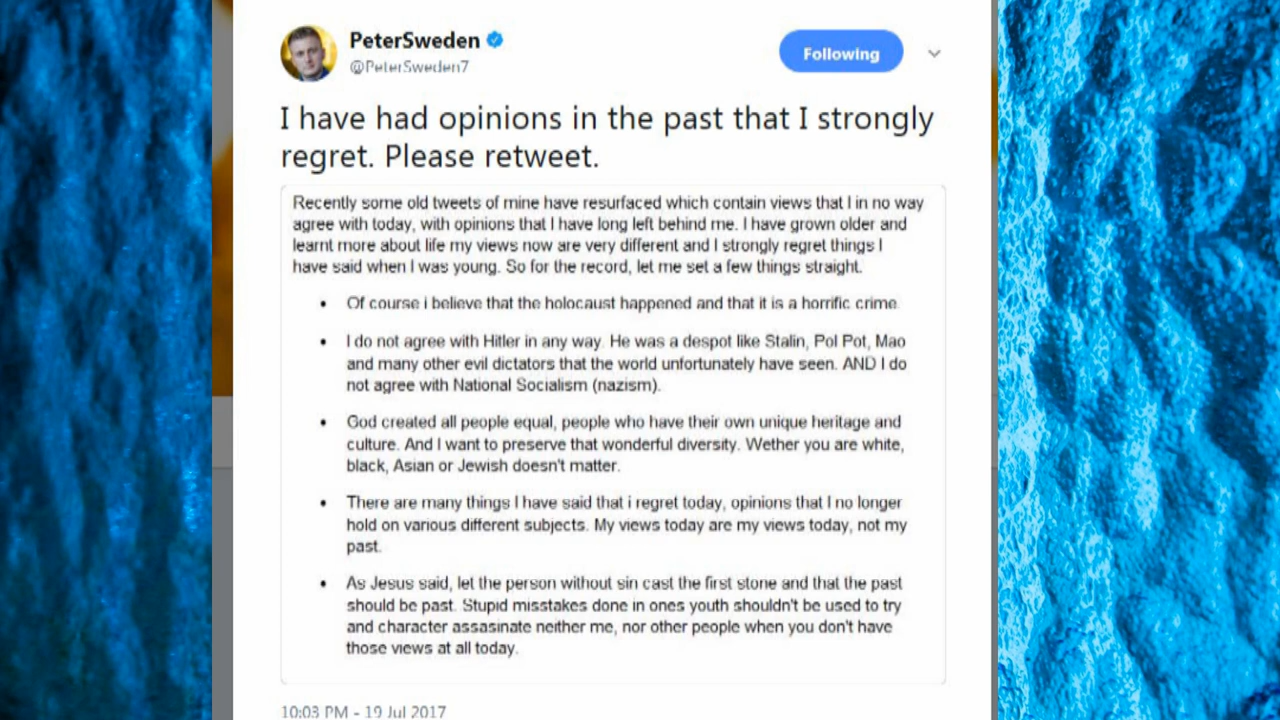 PeterSweden
@PeterSweden7
Following
I have had opinions in the past that I strongly
regret. Please retweet.
Recently some old tweets of mine have resurfaced which contain views that I in no way
agree with today, with opinions that I have long left behind me. I have grown older and
learnt more about life my views now are very different and I strongly regret things I
have said when I was young. So for the record, let me set a few things straight.
• Of course i believe that the holocaust happened and that it is a horrific crime.
• I do not agree with Hitler in any way. He was a despot like Stalin, Pol Pot, Mao
and many other evil dictators that the world unfortunately have seen. AND I do
not agree with National Socialism (nazism).
• God created all people equal, people who have their own unique heritage and
culture. And I want to preserve that wonderful diversity. Wether you are white,
black, Asian or Jewish doesn't matter.
• There are many things I have said that i regret today, opinions that I no longer
hold on various different subjects. My views today are my views today, not my
past.
• As Jesus said, let the person without sin cast the first stone and that the past
should be past. Stupid misstakes done in ones youth shouldn't be used to try
and character assasinate neither me, nor other people when you don't have
those views at all today.
10:03 PM - 19 Jul 2017